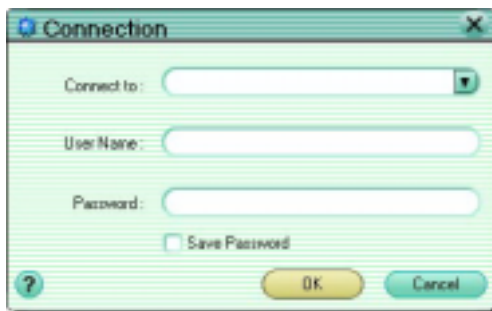 Connection
Connect to :
User Name :
Password :
Save Password
? OK Cancel